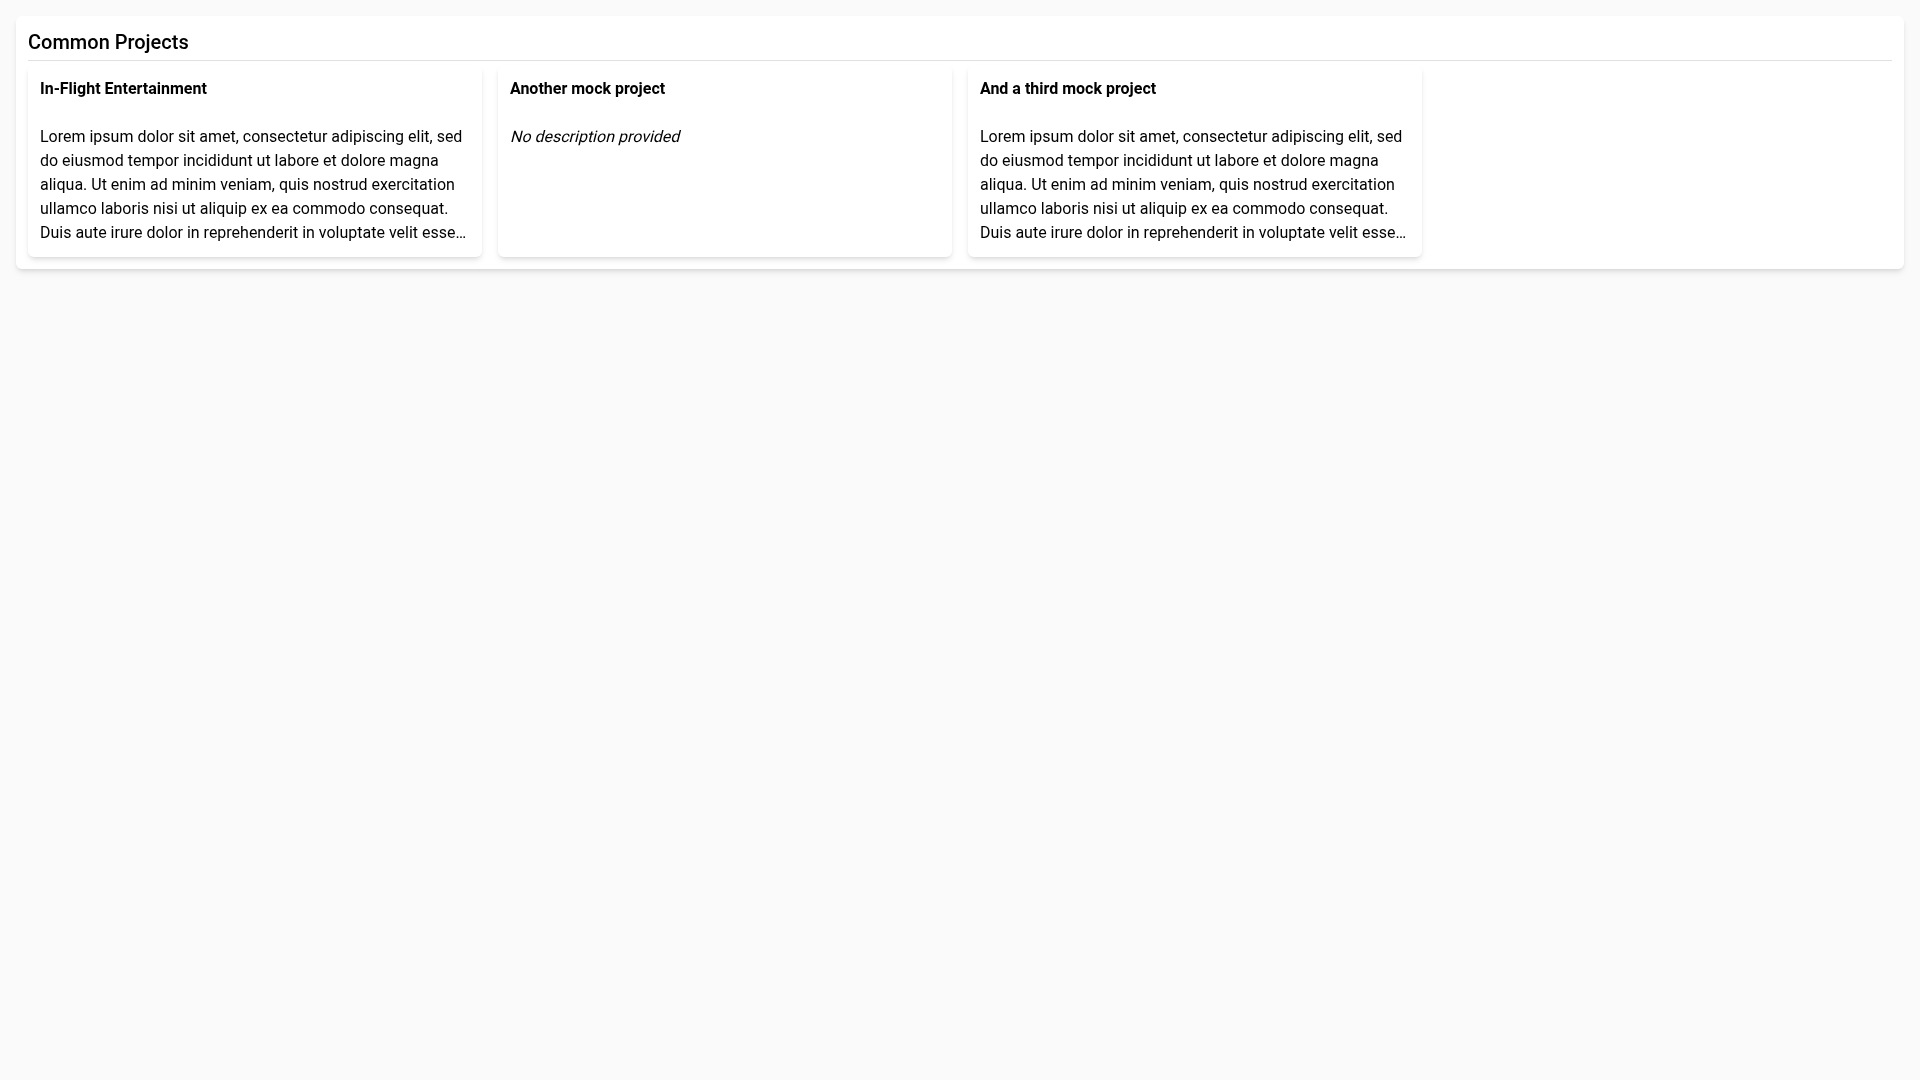 Common Projects
In-Flight Entertainment
Lorem ipsum dolor sit amet, consectetur adipiscing elit, sed
do eiusmod tempor incididunt ut labore et dolore magna
aliqua. Ut enim ad minim veniam, quis nostrud exercitation
ullamco laboris nisi ut aliquip ex ea commodo consequat.
Duis aute irure dolor in reprehenderit in voluptate velit esse…
Another mock project
No description provided
And a third mock project
Lorem ipsum dolor sit amet, consectetur adipiscing elit, sed
do eiusmod tempor incididunt ut labore et dolore magna
aliqua. Ut enim ad minim veniam, quis nostrud exercitation
ullamco laboris nisi ut aliquip ex ea commodo consequat.
Duis aute irure dolor in reprehenderit in voluptate velit esse…